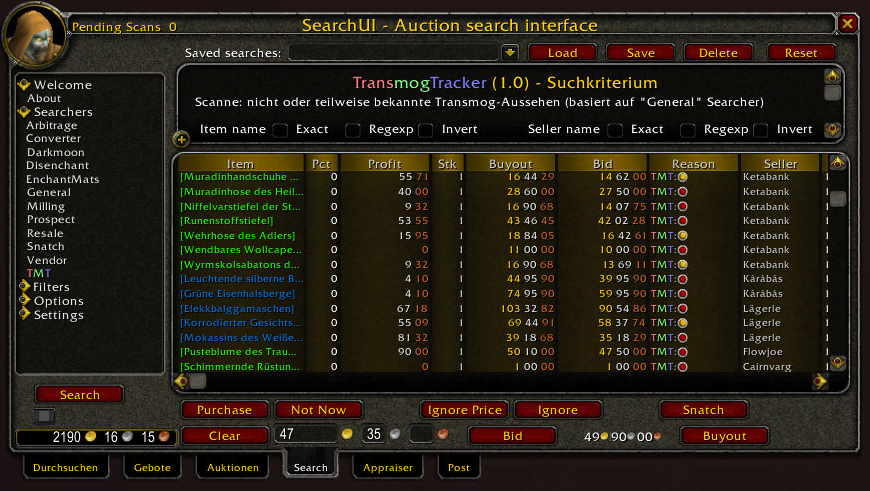 Pending Scans 0
SearchUI - Auction search interface
Saved searches: Load Save Delete Reset
TransmogTracker (1.0) - Suchkriterium
Scanne: nicht oder teilweise bekannte Transmog-Aussehen (basiert auf "General" Searcher)
Item name Exact Regexp Invert Seller name Exact Regexp Invert
Welcome
About
Searchers
Arbitrage
Converter
Darkmoon
Disenchant
EnchantMats
General
Milling
Prospect
Resale
Snatch
Vendor
TMT
Filters
Options
Settings
Search
Item Pct Profit Stk Buyout Bid Reason Seller
[Muradinhandschuhe ... 0 55 71 1 16 44 29 14 62 00 TMT: Ketabank
[Muradinhose des Heil... 0 40 00 1 28 60 00 27 50 00 TMT: Ketabank
[Niffelvarstiefel der St... 0 9 32 1 16 90 68 14 07 75 TMT: Ketabank
[Runenstoffstiefel] 0 53 55 1 43 46 45 42 02 28 TMT: Ketabank
[Wehrhose des Adlers] 0 15 95 1 18 84 05 16 42 61 TMT: Ketabank
[Wendbares Wollcape... 0 0 1 11 00 00 10 00 00 TMT: Ketabank
[Wyrmskolsabatons d... 0 9 32 1 16 90 68 13 69 11 TMT: Ketabank
[Leuchtende silberne B... 0 4 10 1 44 95 90 39 95 90 TMT: Kârâbâs
[Grüne Eisenhalsberge] 0 4 10 1 74 95 90 59 95 90 TMT: Kârâbâs
[Elekkbalggamaschen] 0 67 18 1 103 32 82 90 54 86 TMT: Lägerle
[Korrodierter Gesichts... 0 55 09 1 69 44 91 58 37 74 TMT: Lägerle
[Mokassins des Weiße... 0 81 32 1 39 18 68 35 18 29 TMT: Lägerle
[Pusteblume des Trau... 0 90 00 1 50 10 00 47 50 00 TMT: Flowjoe
[Schimmernde Rüstun... 0 0 1 1 00 00 1 00 00 TMT: Cairnvarg
Purchase Not Now Ignore Price Ignore Snatch
2190 16 15 Clear 47 35 Bid 49 90 00 Buyout
Durchsuchen Gebote Auktionen Search Appraiser Post